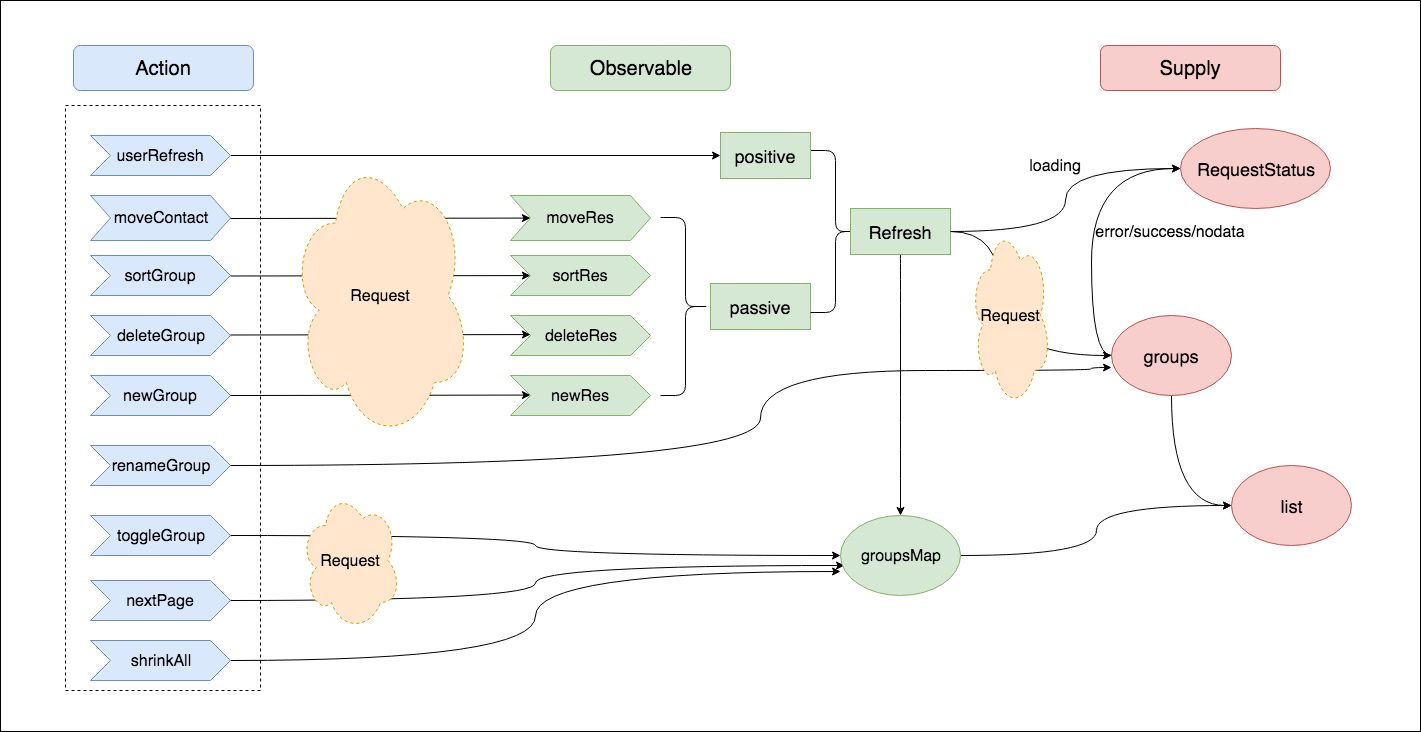 Action
Observable
Supply
userRefresh
positive
loading
RequestStatus
moveContact
moveRes
Refresh
error/success/nodata
sortGroup
Request
sortRes
passive
Request
deleteGroup
deleteRes
groups
newGroup
newRes
renameGroup
list
toggleGroup
Request
groupsMap
nextPage
shrinkAll